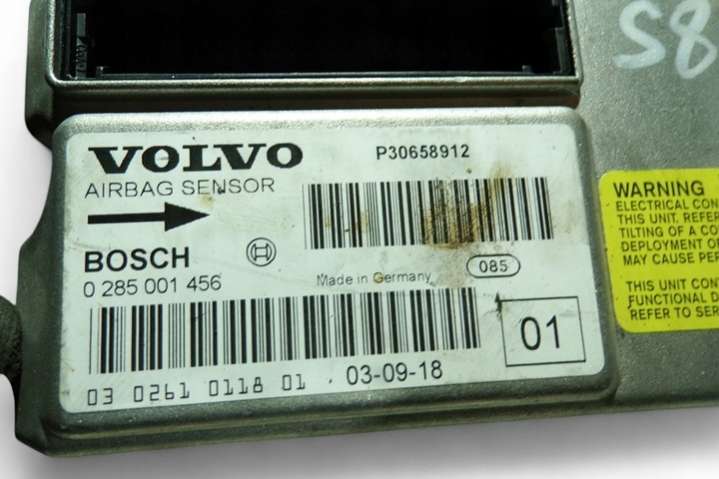 S8
VOLVO
P30658912
AIRBAG SENSOR
BOSCH
0 285 001 456
Made in Germany
085
01
03 0261 0118 01
03-09-18
WARNING
ELECTRICAL CON
THIS UNIT. REFER
TILTING OF A CO
DEPLOYMENT O
MAY CAUSE PER
THIS UNIT CONT
FUNCTIONAL D
REFER TO SER